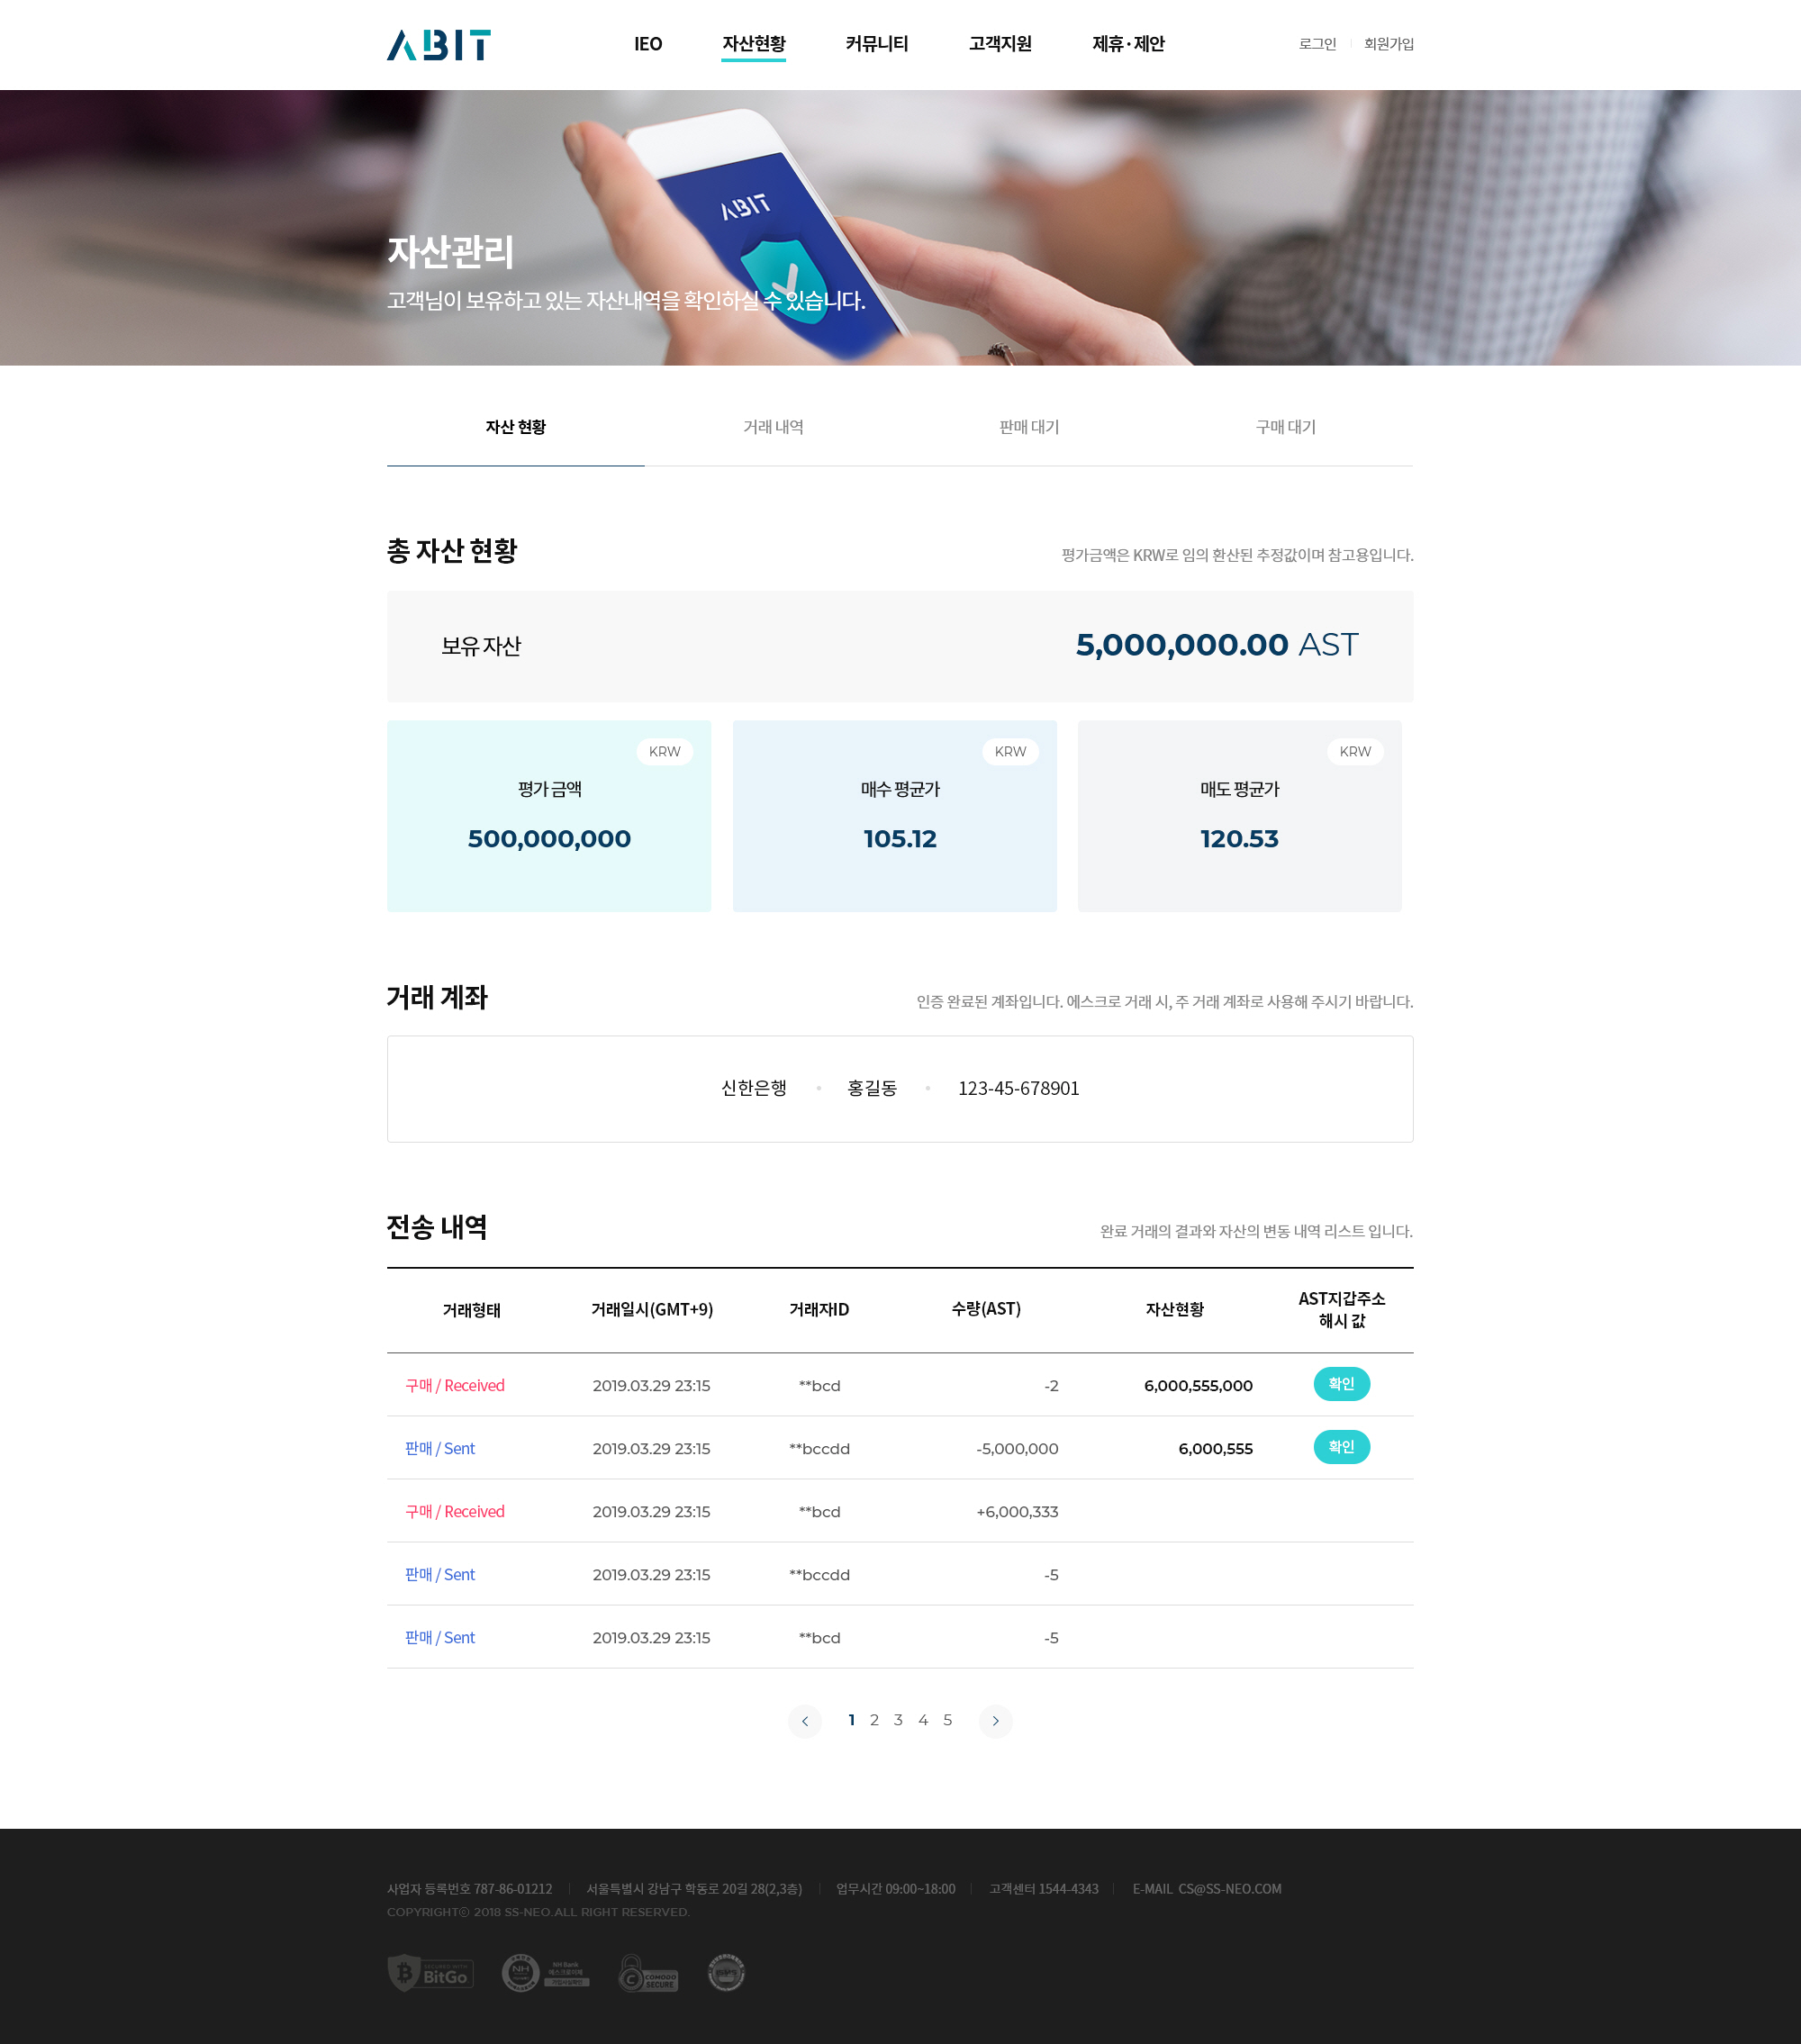 ABIT
IEO
자산현황
커뮤니티
고객지원
제휴·제안
로그인
회원가입
ABIT
자산관리
고객님이 보유하고 있는 자산내역을 확인하실 수 있습니다.
자산 현황
거래 내역
판매 대기
구매 대기
총 자산 현황
평가금액은 KRW로 임의 환산된 추정값이며 참고용입니다.
보유 자산
5,000,000.00 AST
KRW
평가 금액
500,000,000
KRW
매수 평균가
105.12
KRW
매도 평균가
120.53
거래 계좌
인증 완료된 계좌입니다. 에스크로 거래 시, 주 거래 계좌로 사용해 주시기 바랍니다.
신한은행 • 홍길동 • 123-45-678901
전송 내역
완료 거래의 결과와 자산의 변동 내역 리스트 입니다.
거래형태 거래일시(GMT+9) 거래자ID 수량(AST) 자산현황 AST지갑주소
해시 값
구매 / Received 2019.03.29 23:15 **bcd -2 6,000,555,000 확인
판매 / Sent 2019.03.29 23:15 **bccdd -5,000,000 6,000,555 확인
구매 / Received 2019.03.29 23:15 **bcd +6,000,333
판매 / Sent 2019.03.29 23:15 **bccdd -5
판매 / Sent 2019.03.29 23:15 **bcd -5
< 1 2 3 4 5 >
사업자 등록번호 787-86-01212 | 서울특별시 강남구 학동로 20길 28(2,3층) | 업무시간 09:00~18:00 | 고객센터 1544-4343 | E-MAIL CS@SS-NEO.COM
COPYRIGHT© 2018 SS-NEO.ALL RIGHT RESERVED.
BitGo
NH
NH Bank
COMODO
SECURE